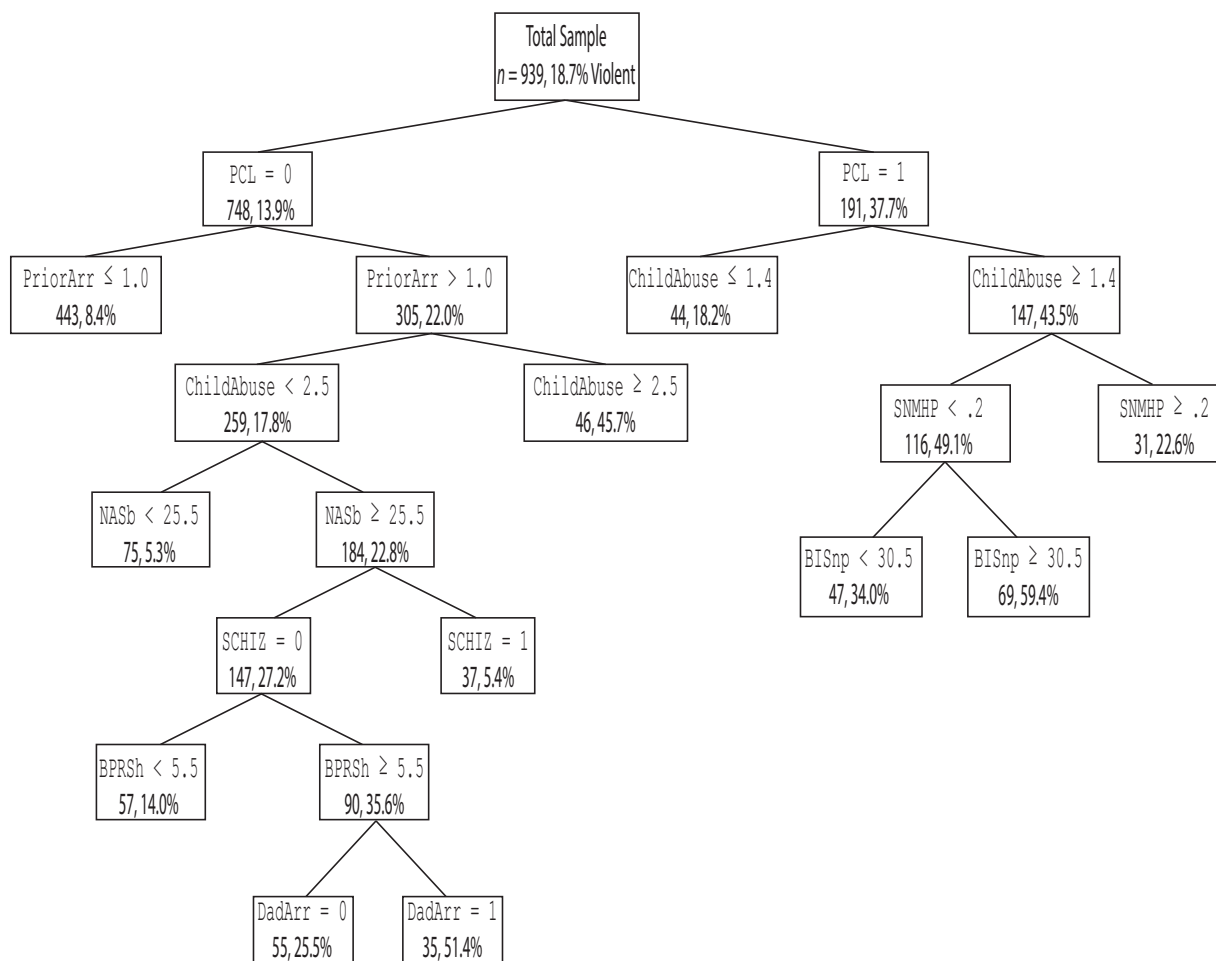 Total Sample
n = 939, 18.7% Violent
PCL = 0
748, 13.9%
PCL = 1
191, 37.7%
PriorArr ≤ 1.0
443, 8.4%
PriorArr > 1.0
305, 22.0%
ChildAbuse ≤ 1.4
44, 18.2%
ChildAbuse ≥ 1.4
147, 43.5%
ChildAbuse < 2.5
259, 17.8%
ChildAbuse ≥ 2.5
46, 45.7%
SNMHP < .2
116, 49.1%
SNMHP ≥ .2
31, 22.6%
NASb < 25.5
75, 5.3%
NASb ≥ 25.5
184, 22.8%
BISnp < 30.5
47, 34.0%
BISnp ≥ 30.5
69, 59.4%
SCHIZ = 0
147, 27.2%
SCHIZ = 1
37, 5.4%
BPRSh < 5.5
57, 14.0%
BPRSh ≥ 5.5
90, 35.6%
DadArr = 0
55, 25.5%
DadArr = 1
35, 51.4%